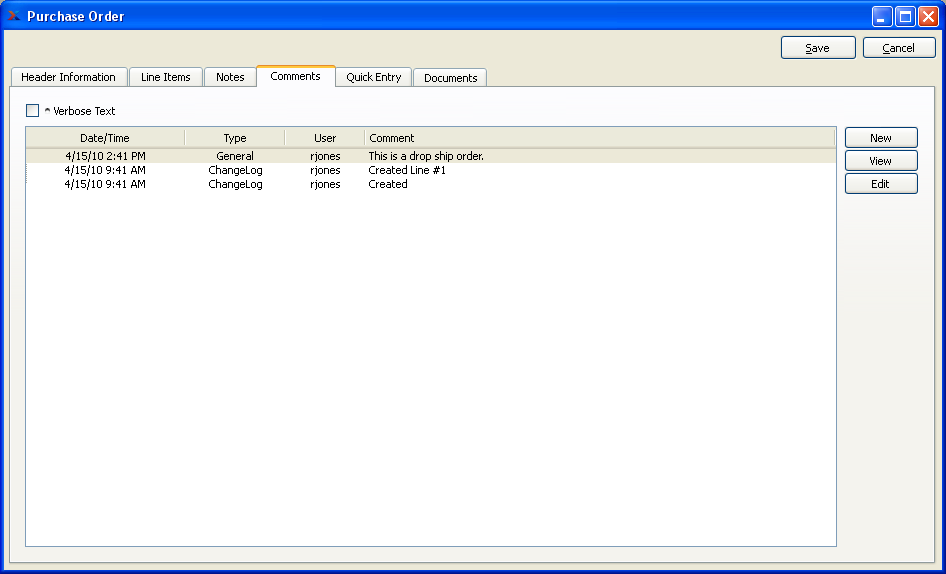 Purchase Order
Save Cancel
Header Information Line Items Notes Comments Quick Entry Documents
^ Verbose Text
Date/Time Type User Comment
4/15/10 2:41 PM General rjones This is a drop ship order.
4/15/10 9:41 AM ChangeLog rjones Created Line #1
4/15/10 9:41 AM ChangeLog rjones Created
New
View
Edit